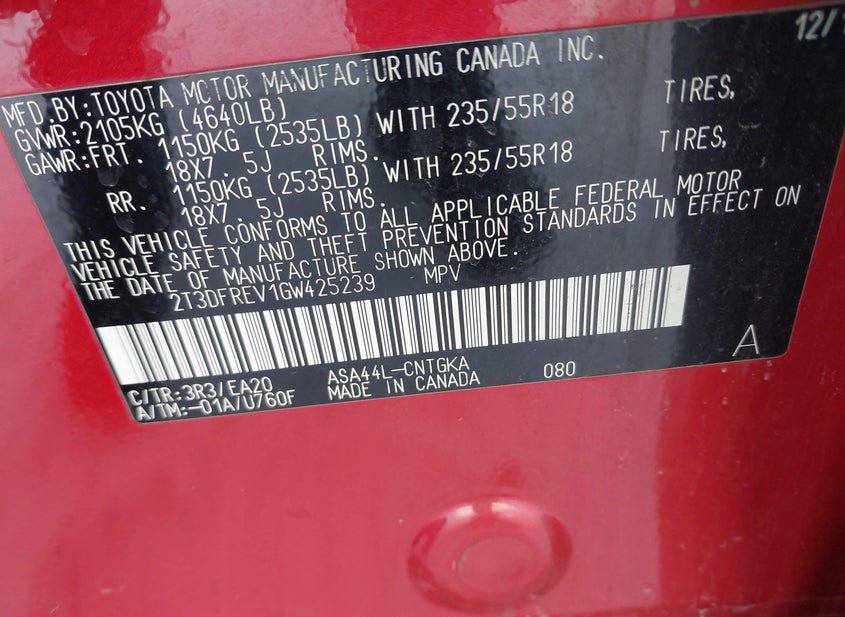 12/1
MFD.BY:TOYOTA MOTOR MANUFACTURING CANADA INC.
GVWR:2105KG (4640LB)
GAWR:FRT. 1150KG (2535LB) WITH 235/55R18 TIRES,
18X7.5J RIMS.
RR. 1150KG (2535LB) WITH 235/55R18 TIRES,
18X7.5J RIMS.
THIS VEHICLE CONFORMS TO ALL APPLICABLE FEDERAL MOTOR
VEHICLE SAFETY AND THEFT PREVENTION STANDARDS IN EFFECT ON
THE DATE OF MANUFACTURE SHOWN ABOVE.
2T3DFREV1GW425239 MPV
A
C/TR:3R3/EA20 ASA44L-CNTGKA 080
A/TM:-01A/U760F MADE IN CANADA